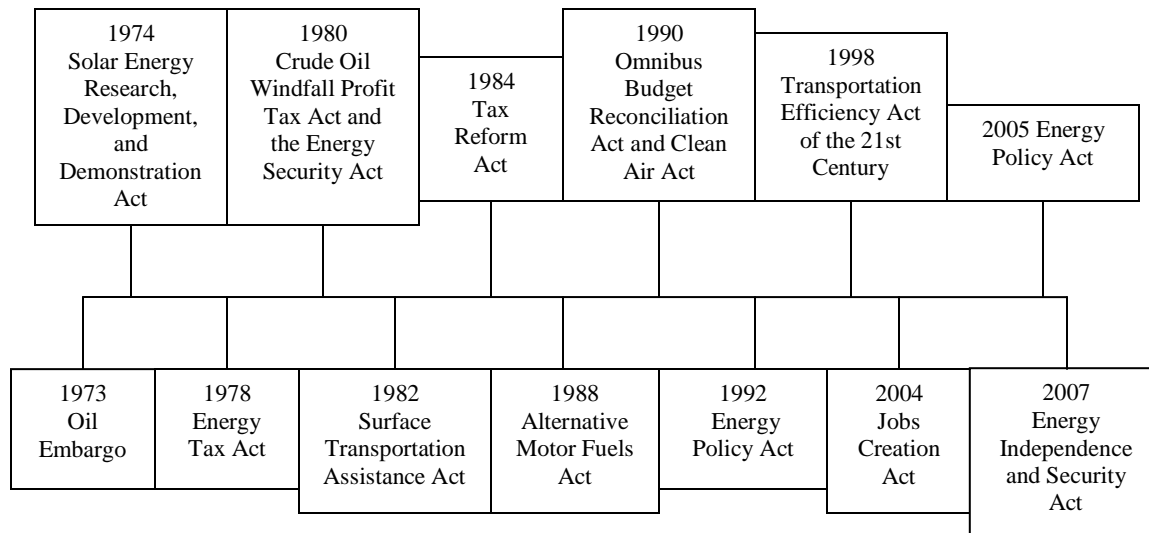 1974
Solar Energy
Research,
Development,
and
Demonstration
Act
1980
Crude Oil
Windfall Profit
Tax Act and
the Energy
Security Act
1984
Tax
Reform
Act
1990
Omnibus
Budget
Reconciliation
Act and Clean
Air Act
1998
Transportation
Efficiency Act
of the 21st
Century
2005 Energy
Policy Act
1973
Oil
Embargo
1978
Energy
Tax Act
1982
Surface
Transportation
Assistance Act
1988
Alternative
Motor Fuels
Act
1992
Energy
Policy Act
2004
Jobs
Creation
Act
2007
Energy
Independence
and Security
Act